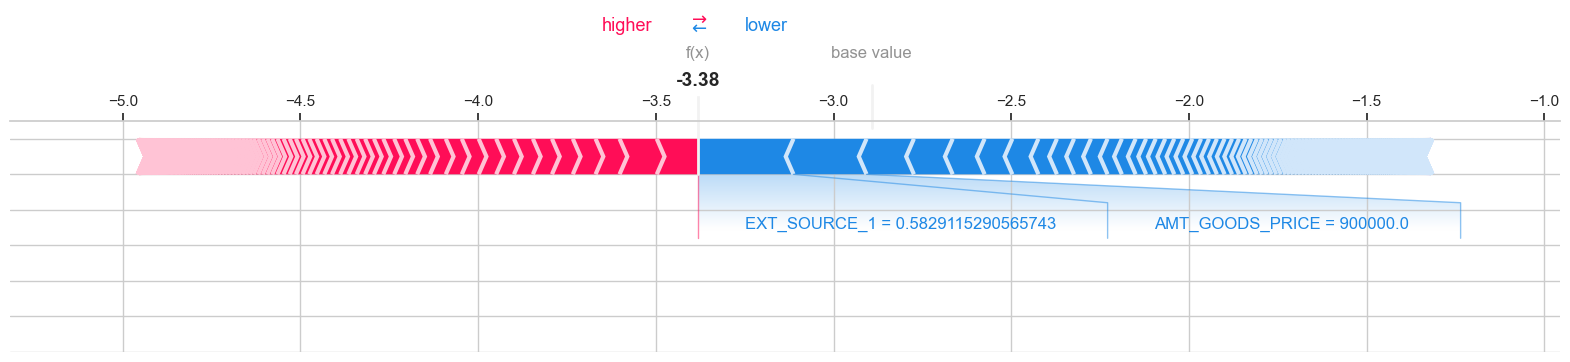 higher ⇄ lower
f(x) base value
-3.38
−5.0 −4.5 −4.0 −3.5 −3.0 −2.5 −2.0 −1.5 −1.0
EXT_SOURCE_1 = 0.5829115290565743 AMT_GOODS_PRICE = 900000.0